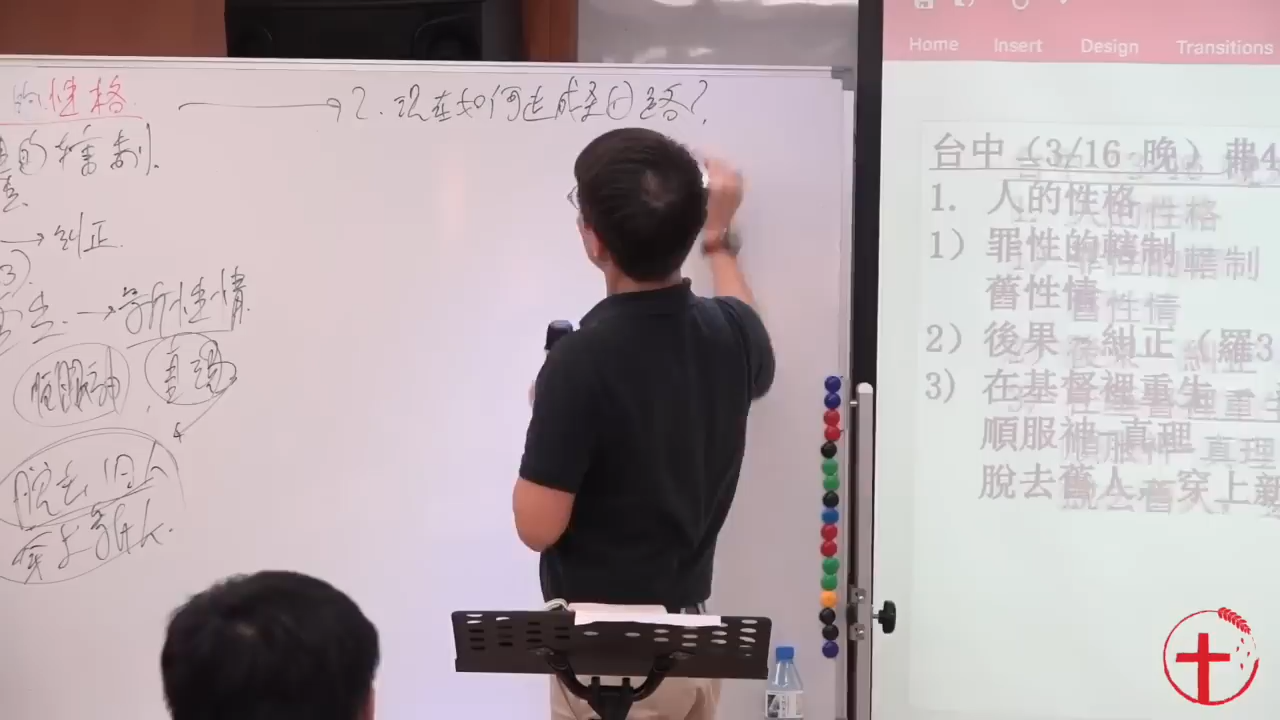 的性格
的轄制.
查.
→ 糾正.
3)
→ 新性情
順服神 真理
脫去旧人
穿上新人.
→ 2. 现在如何走成圣的路?
Home Insert Design Transitions
台中（3/16 晚）弗4
1. 人的性格
1）罪性的轄制
舊性情
2）後果－糾正（羅3
3）在基督裡重生
順服神－真理
脫去舊人，穿上新